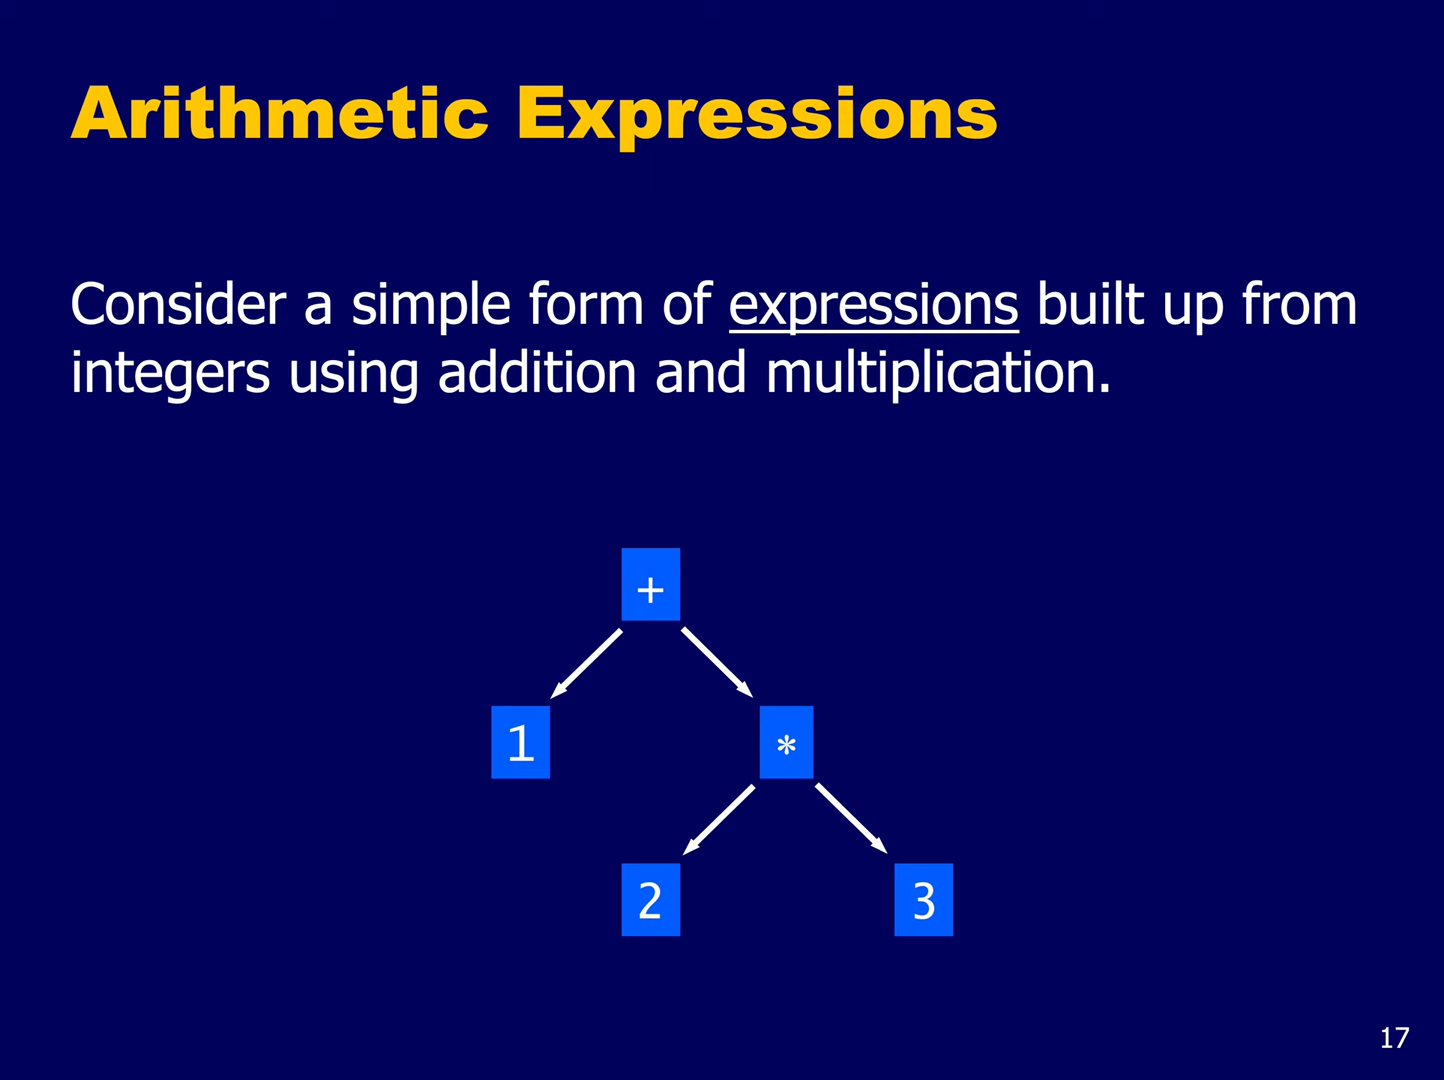 Arithmetic Expressions
Consider a simple form of expressions built up from
integers using addition and multiplication.
+
1
*
2
3
17